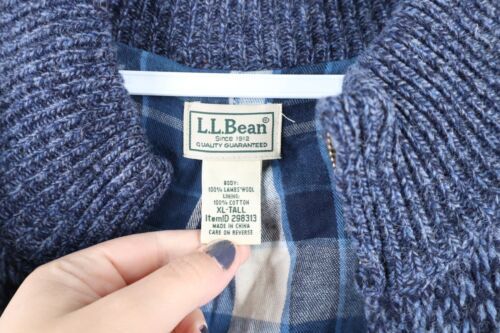 L.L.Bean®
Since 1912
QUALITY GUARANTEED
BODY:
100% LAMBS' WOOL
LINING:
100% COTTON
XL-TALL
ItemID 298313
MADE IN CHINA
CARE ON REVERSE